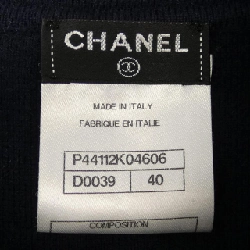 CHANEL
MADE IN ITALY
FABRIQUE EN ITALIE
P44112K04606
D0039 40
COMPOSITION